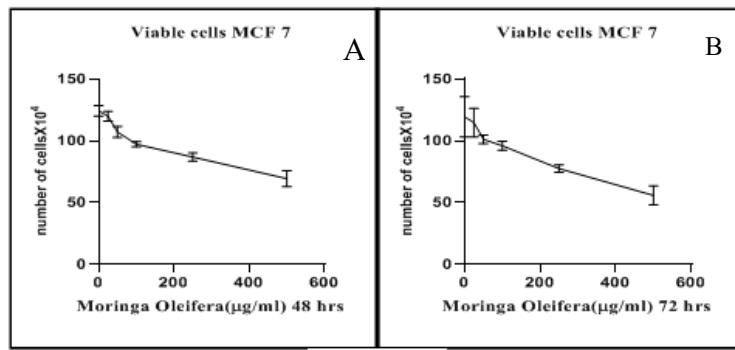 Viable cells MCF 7
A
number of cellsX10⁴
150
100
50
0
0 200 400 600
Moringa Oleifera(µg/ml) 48 hrs
Viable cells MCF 7
B
number of cellsX10⁴
150
100
50
0
0 200 400 600
Moringa Oleifera(µg/ml) 72 hrs